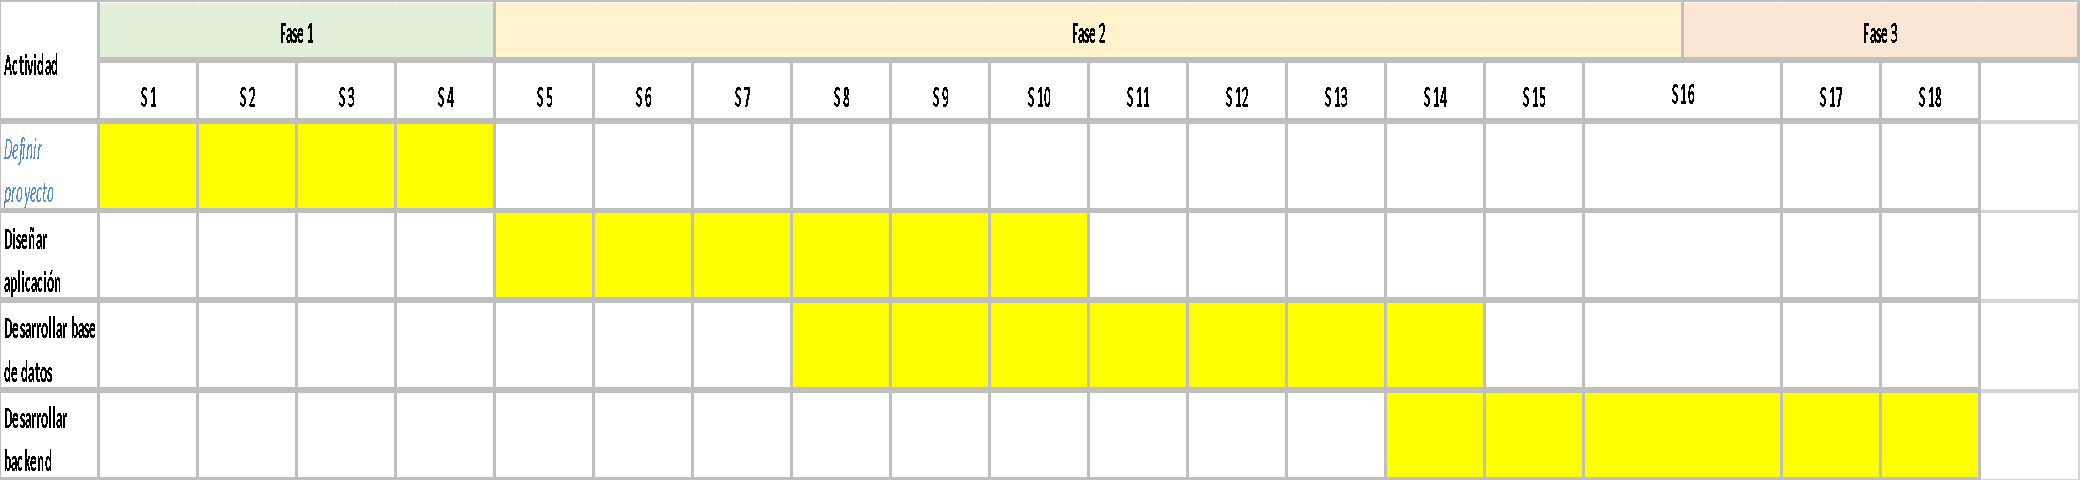 Actividad
Fase 1
Fase 2
Fase 3
S1
S2
S3
S4
S5
S6
S7
S8
S9
S10
S11
S12
S13
S14
S15
S16
S17
S18
Definir
proyecto
Diseñar
aplicación
Desarrollar base
de datos
Desarrollar
backend